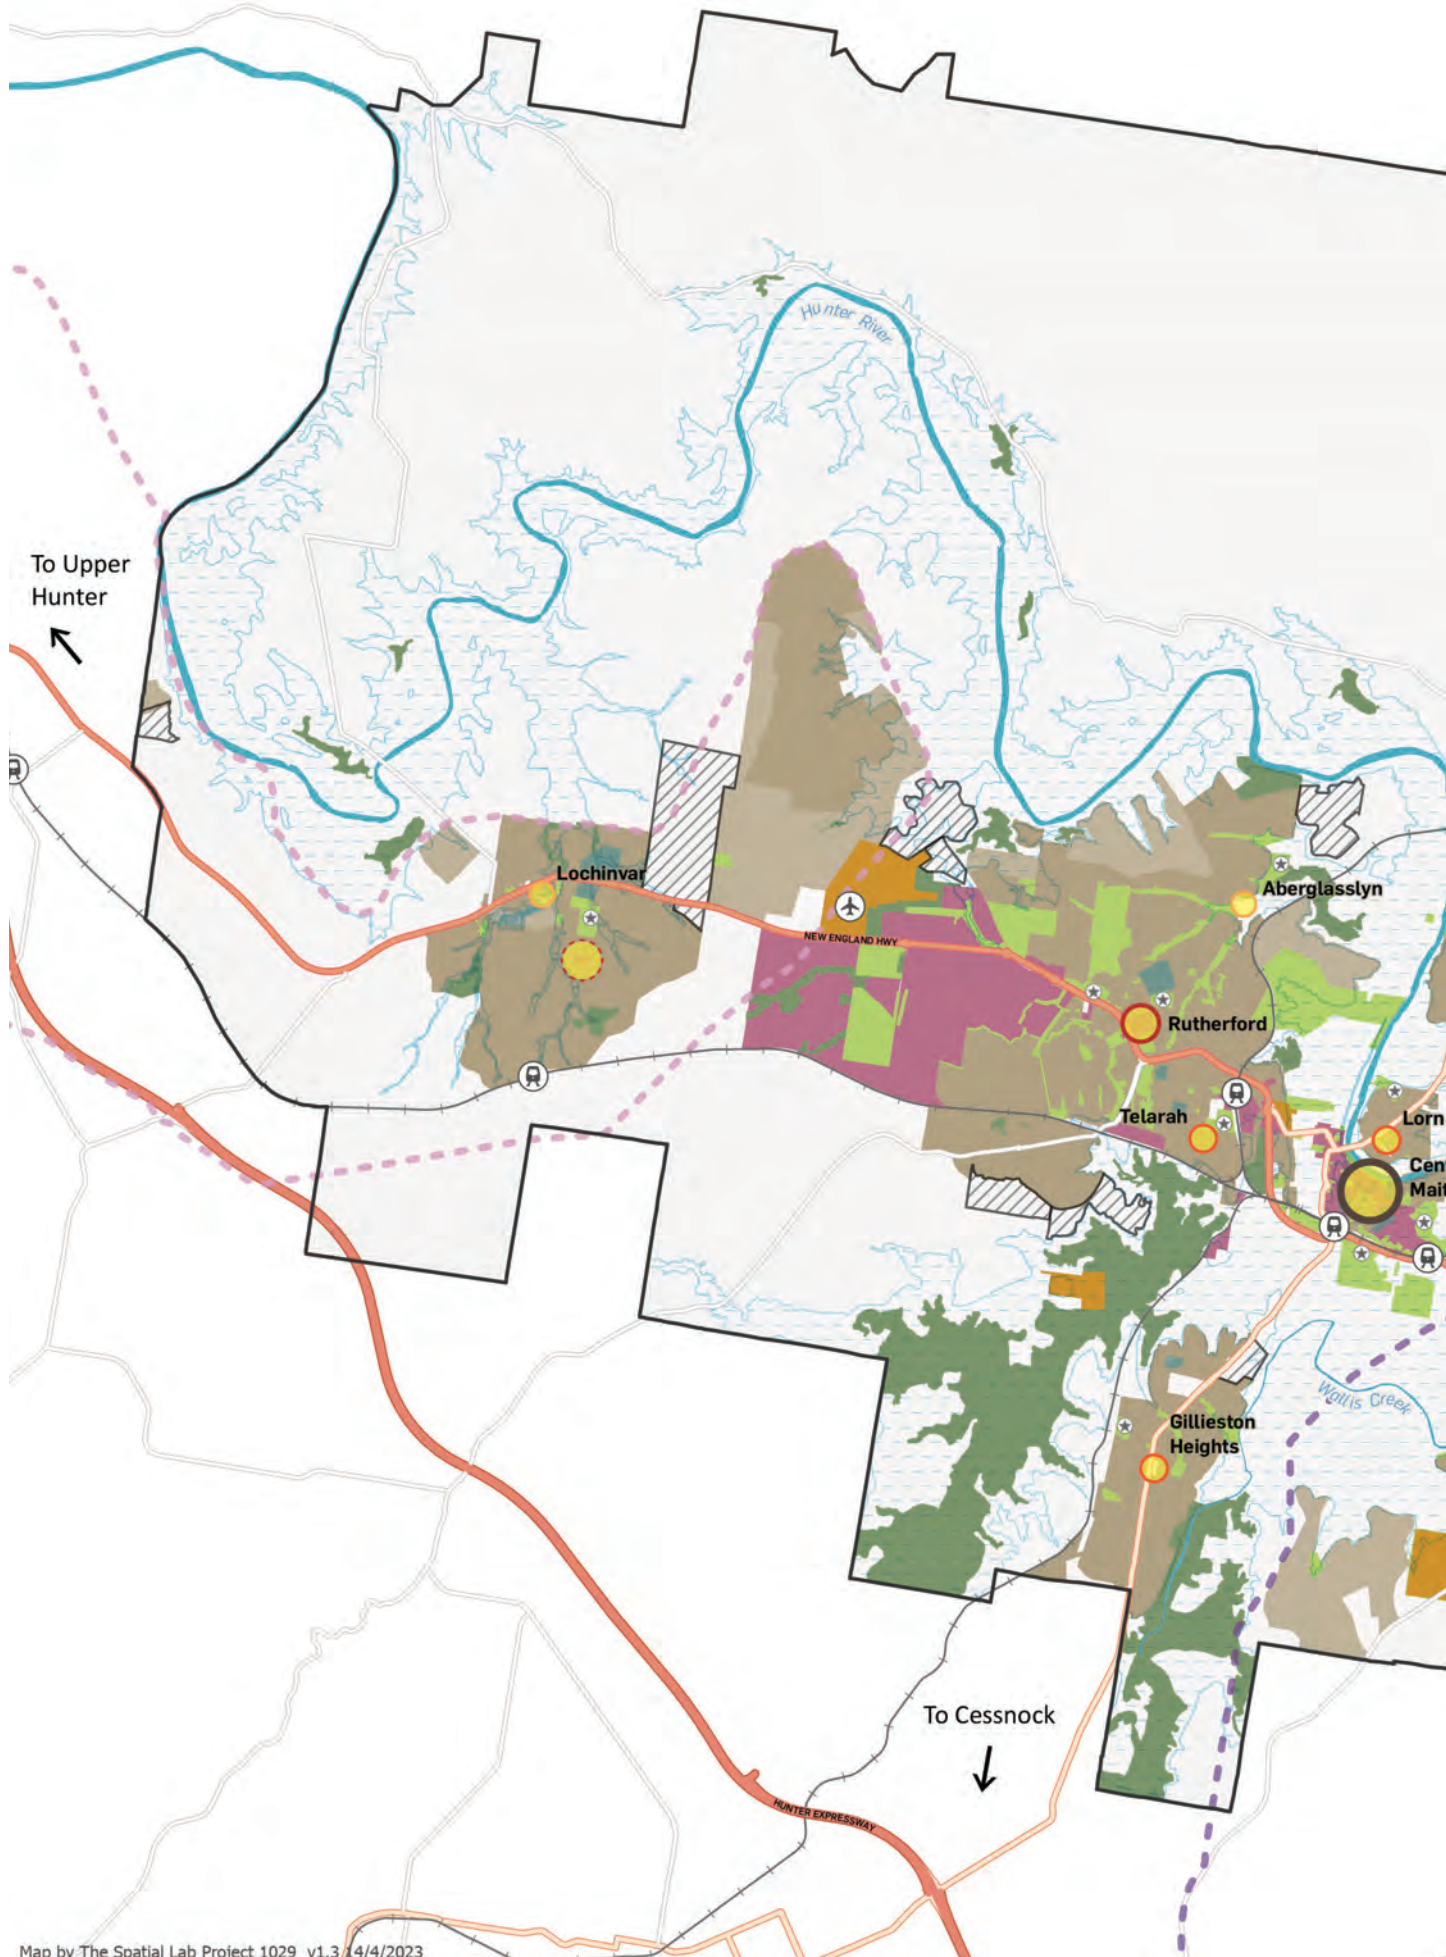 Hunter River
To Upper
Hunter
Lochinvar
Aberglasslyn
NEW ENGLAND HWY
Rutherford
Telarah
Lorn
Cen
Mait
Wallis Creek
Gillieston
Heights
To Cessnock
HUNTER EXPRESSWAY
Map by The Spatial Lab Project 1029 v1.3 14/4/2023